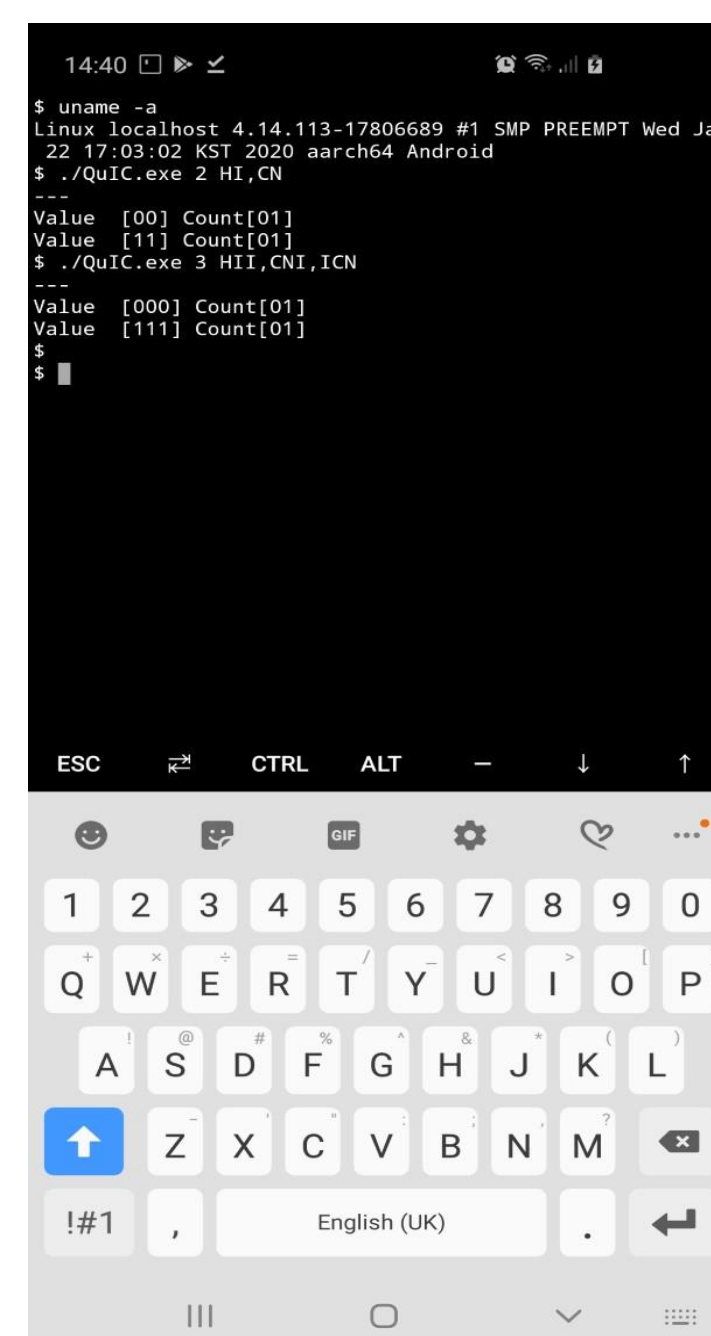 14:40
$ uname -a
Linux localhost 4.14.113-17806689 #1 SMP PREEMPT Wed Ja
 22 17:03:02 KST 2020 aarch64 Android
$ ./QuIC.exe 2 HI,CN
---
Value  [00] Count[01]
Value  [11] Count[01]
$ ./QuIC.exe 3 HII,CNI,ICN
---
Value  [000] Count[01]
Value  [111] Count[01]
$
$
ESC CTRL ALT – ↓ ↑
GIF
1 2 3 4 5 6 7 8 9 0
+ × ÷ = / _ < > [
Q W E R T Y U I O P
! @ # % ^ & * ( )
A S D F G H J K L
- ' " : ; , ?
Z X C V B N M
!#1 , English (UK) .